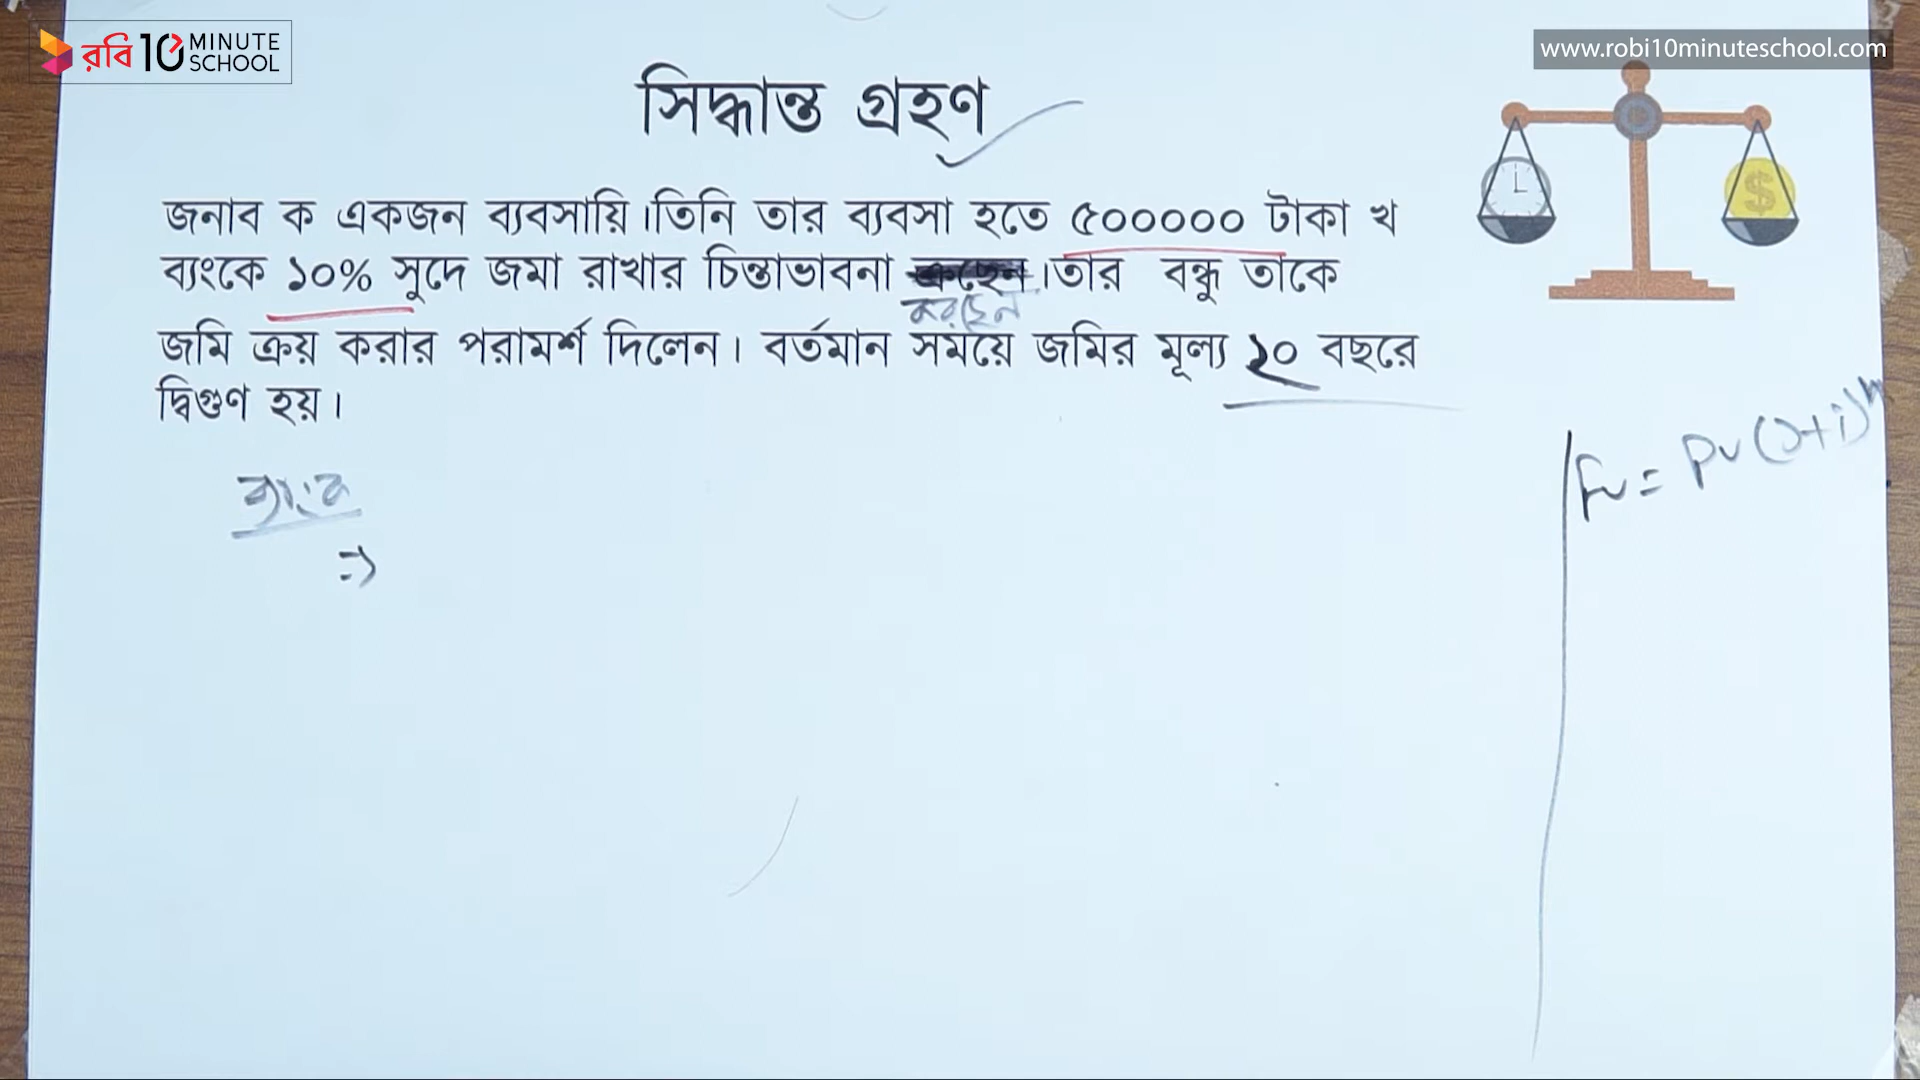 রবি 10 MINUTE SCHOOL
www.robi10minuteschool.com
সিদ্ধান্ত গ্রহণ
জনাব ক একজন ব্যবসায়ি।তিনি তার ব্যবসা হতে ৫০০০০০ টাকা খ
ব্যংকে ১০% সুদে জমা রাখার চিন্তাভাবনা করছেন।তার বন্ধু তাকে
জমি ক্রয় করার পরামর্শ দিলেন। বর্তমান সময়ে জমির মূল্য ১০ বছরে
দ্বিগুণ হয়।
ব্যাংক
=>
FV = PV(১+i)^n